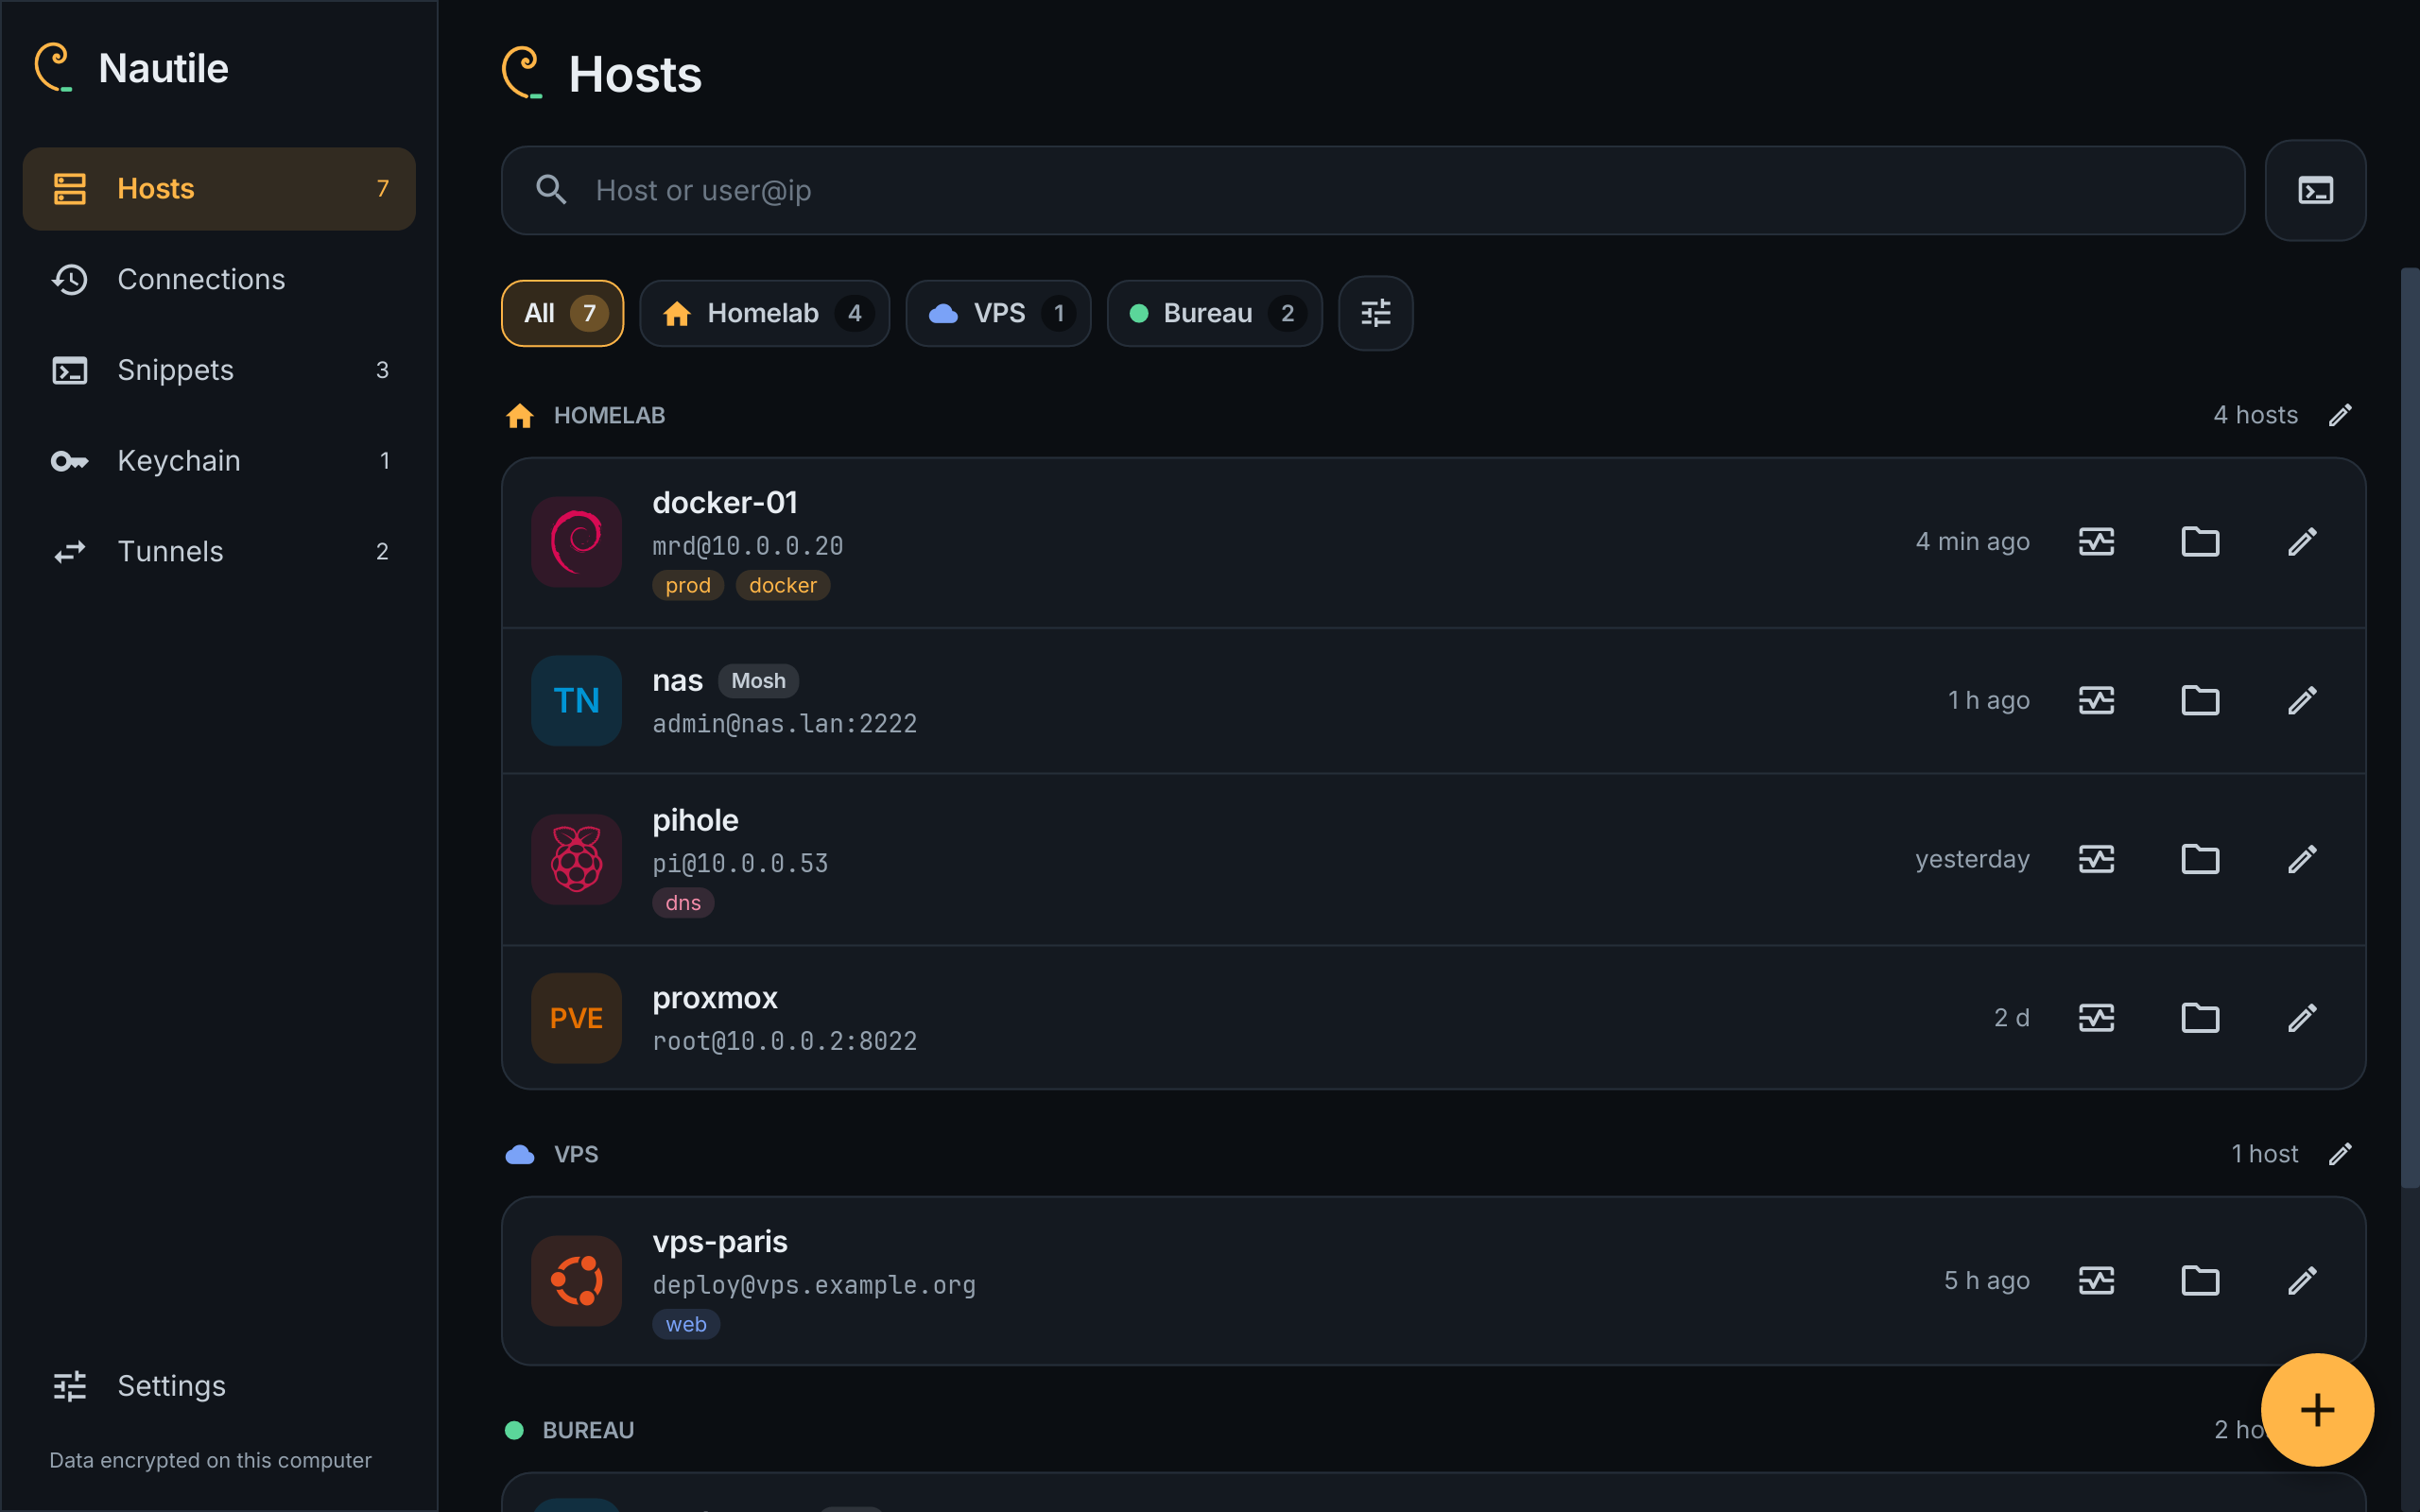 Nautile
Hosts 7
Connections
Snippets 3
Keychain 1
Tunnels 2
Settings
Data encrypted on this computer
Hosts
Host or user@ip
All 7 Homelab 4 VPS 1 Bureau 2
HOMELAB 4 hosts
docker-01
mrd@10.0.0.20
prod docker
4 min ago
TN
nas Mosh
admin@nas.lan:2222
1 h ago
pihole
pi@10.0.0.53
dns
yesterday
PVE
proxmox
root@10.0.0.2:8022
2 d
VPS 1 host
vps-paris
deploy@vps.example.org
web
5 h ago
BUREAU 2